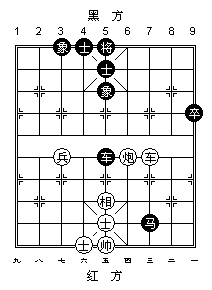 黑 方
1 2 3 4 5 6 7 8 9
象 士 将
士
象
卒
兵 车 炮 车
相
士 马
士 帅
九 八 七 六 五 四 三 二 一
红 方